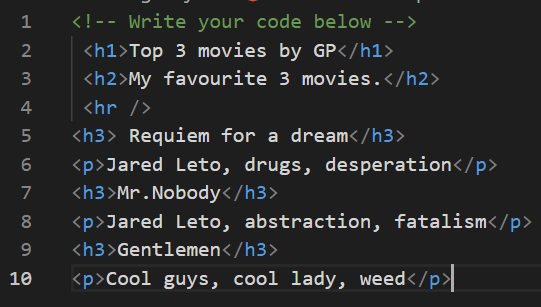 1 <!-- Write your code below -->
2 <h1>Top 3 movies by GP</h1>
3 <h2>My favourite 3 movies.</h2>
4 <hr />
5 <h3> Requiem for a dream</h3>
6 <p>Jared Leto, drugs, desperation</p>
7 <h3>Mr.Nobody</h3>
8 <p>Jared Leto, abstraction, fatalism</p>
9 <h3>Gentlemen</h3>
10 <p>Cool guys, cool lady, weed</p>